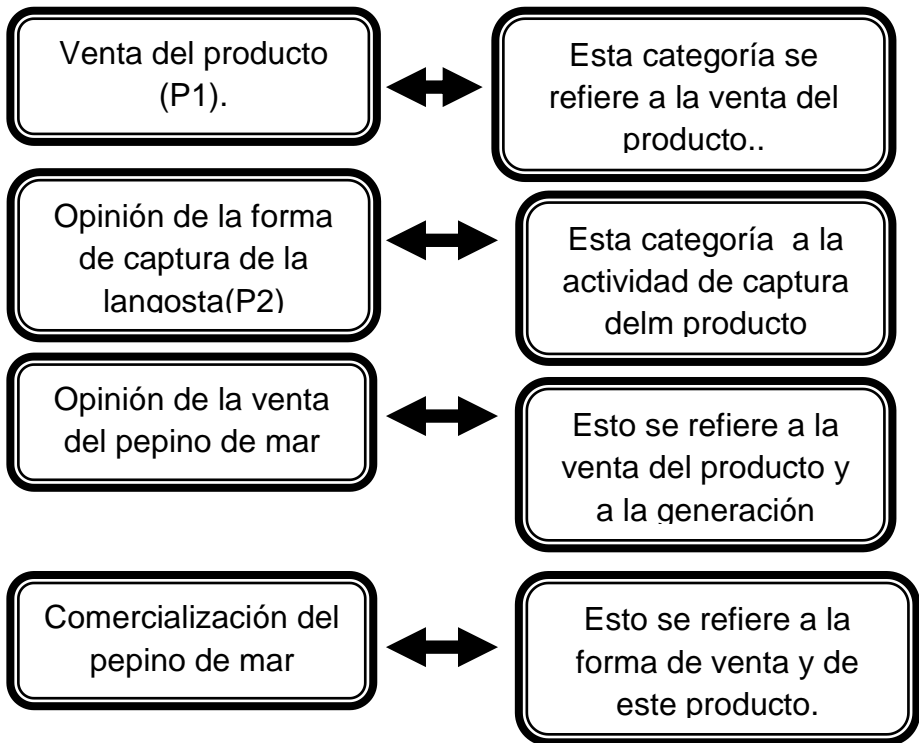 Venta del producto
(P1).
Esta categoría se
refiere a la venta del
producto..
Opinión de la forma
de captura de la
langosta(P2)
Esta categoría  a la
actividad de captura
delm producto
Opinión de la venta
del pepino de mar
Esto se refiere a la
venta del producto y
a la generación
Comercialización del
pepino de mar
Esto se refiere a la
forma de venta y de
este producto.